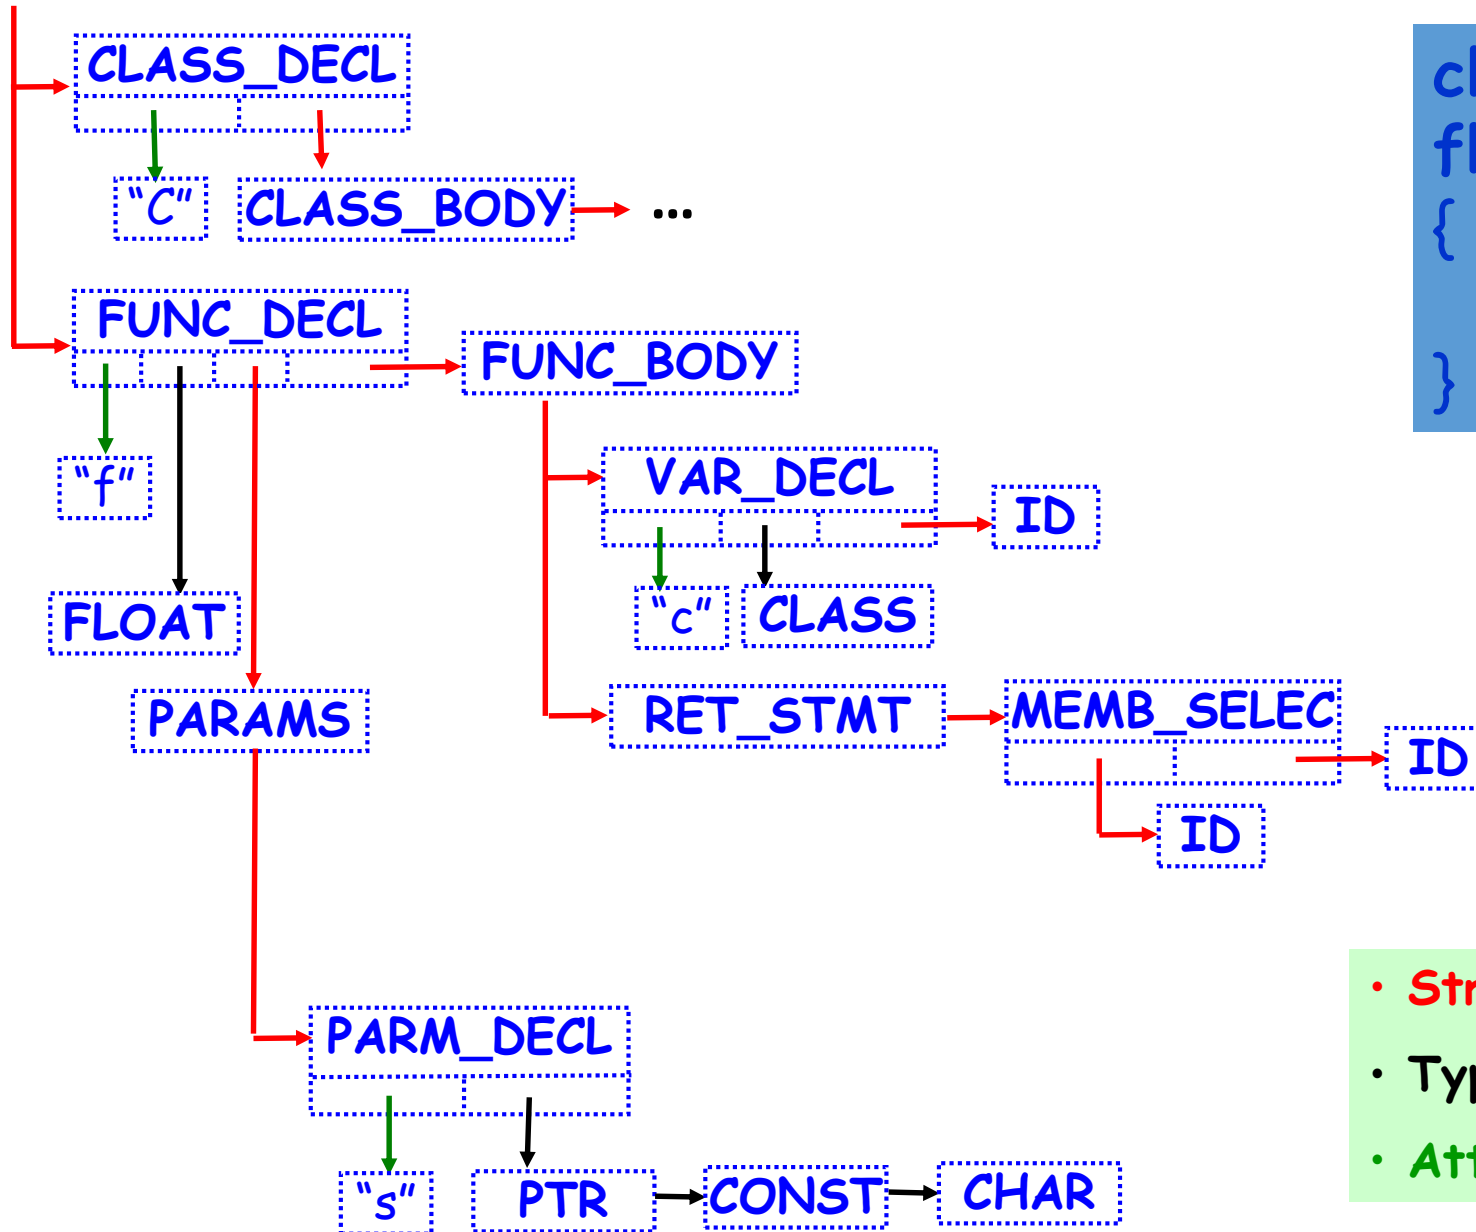 CLASS_DECL
"C"
CLASS_BODY
...
FUNC_DECL
FUNC_BODY
"f"
VAR_DECL
ID
FLOAT
"c"
CLASS
PARAMS
RET_STMT
MEMB_SELEC
ID
ID
PARM_DECL
"s"
PTR
CONST
CHAR
{
}